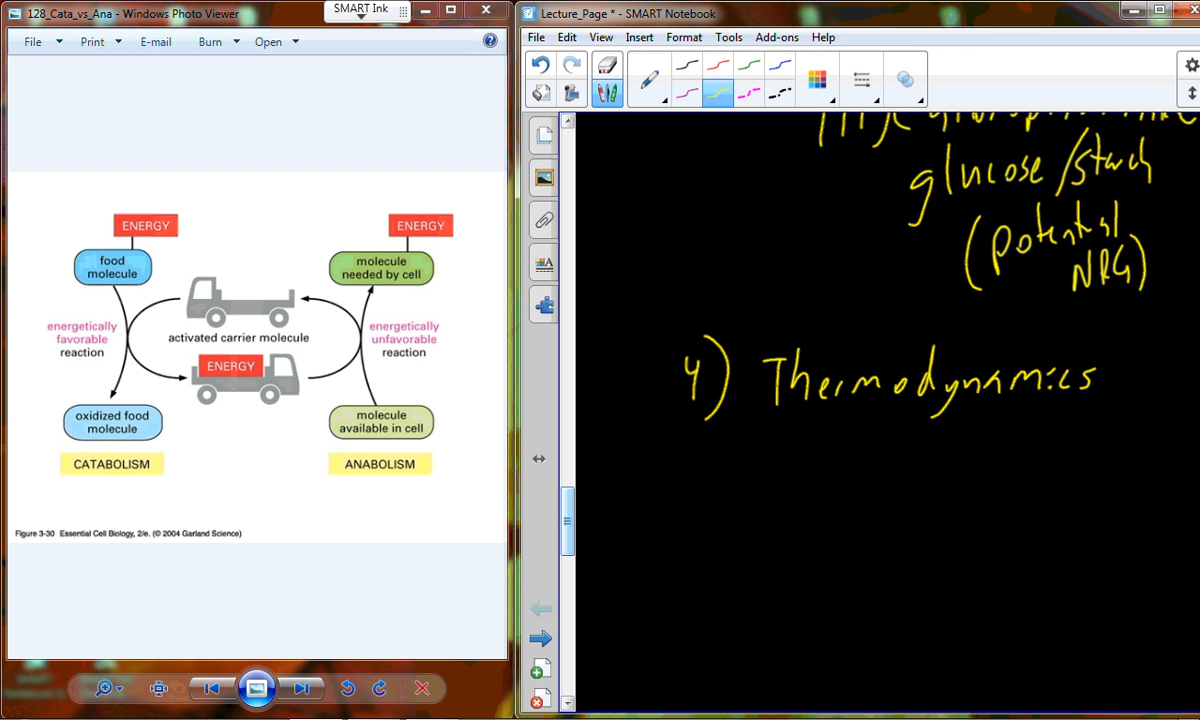 128_Cata_vs_Ana - Windows Photo Viewer
SMART Ink
File Print E-mail Burn Open
ENERGY
ENERGY
food
molecule
molecule
needed by cell
energetically
favorable
reaction
activated carrier molecule
energetically
unfavorable
reaction
ENERGY
oxidized food
molecule
molecule
available in cell
CATABOLISM
ANABOLISM
Figure 3-30 Essential Cell Biology, 2/e. (© 2004 Garland Science)
Lecture_Page * - SMART Notebook
File Edit View Insert Format Tools Add-ons Help
glucose/starch
(potential
NRG)
4) Thermodynamics